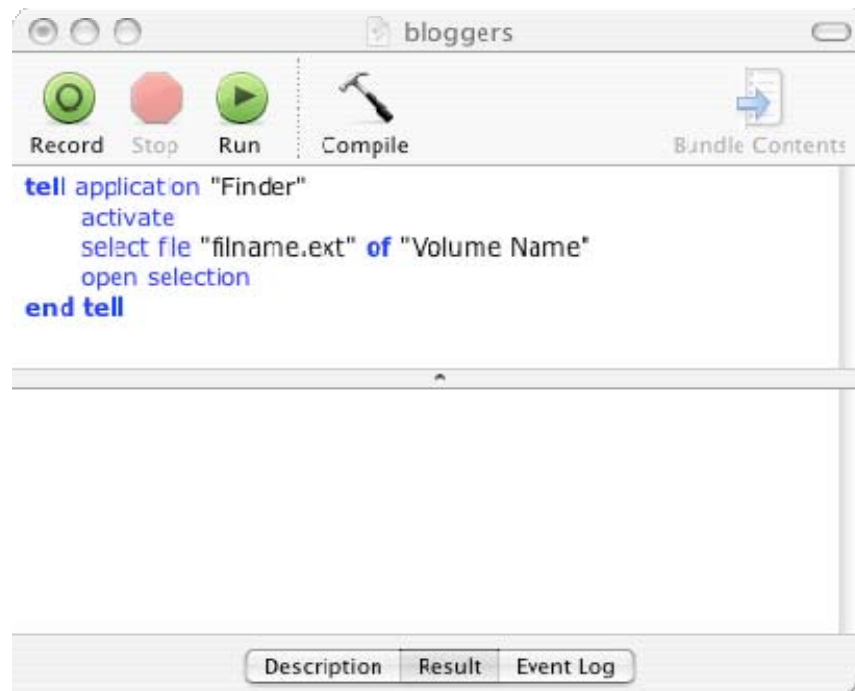 bloggers
Record Stop Run Compile Bundle Contents
tell application "Finder"
activate
select file "filname.ext" of "Volume Name"
open selection
end tell
Description Result Event Log